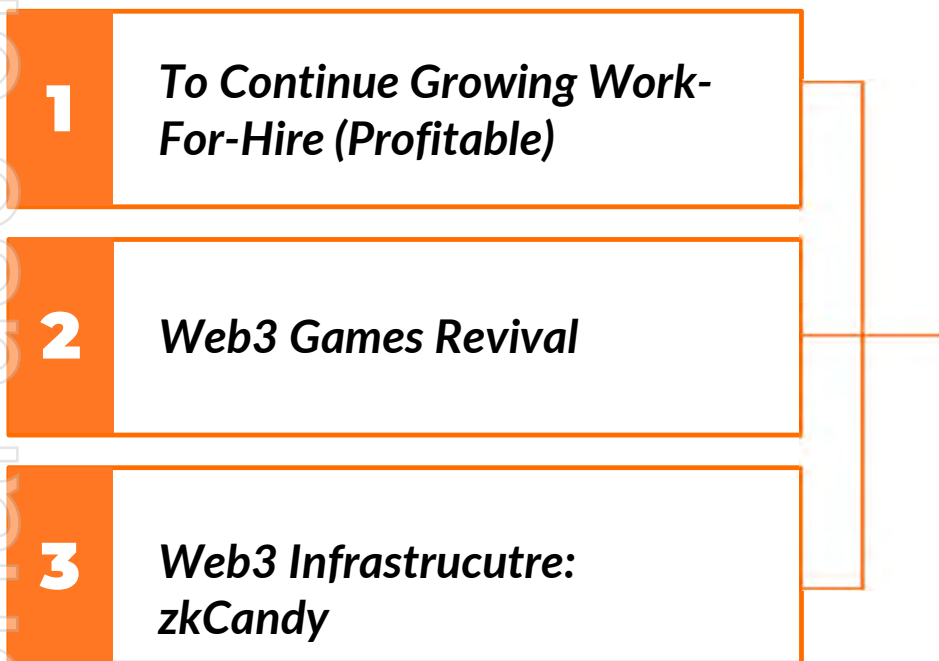 1
To Continue Growing Work-
For-Hire (Profitable)
2
Web3 Games Revival
3
Web3 Infrastrucutre:
zkCandy